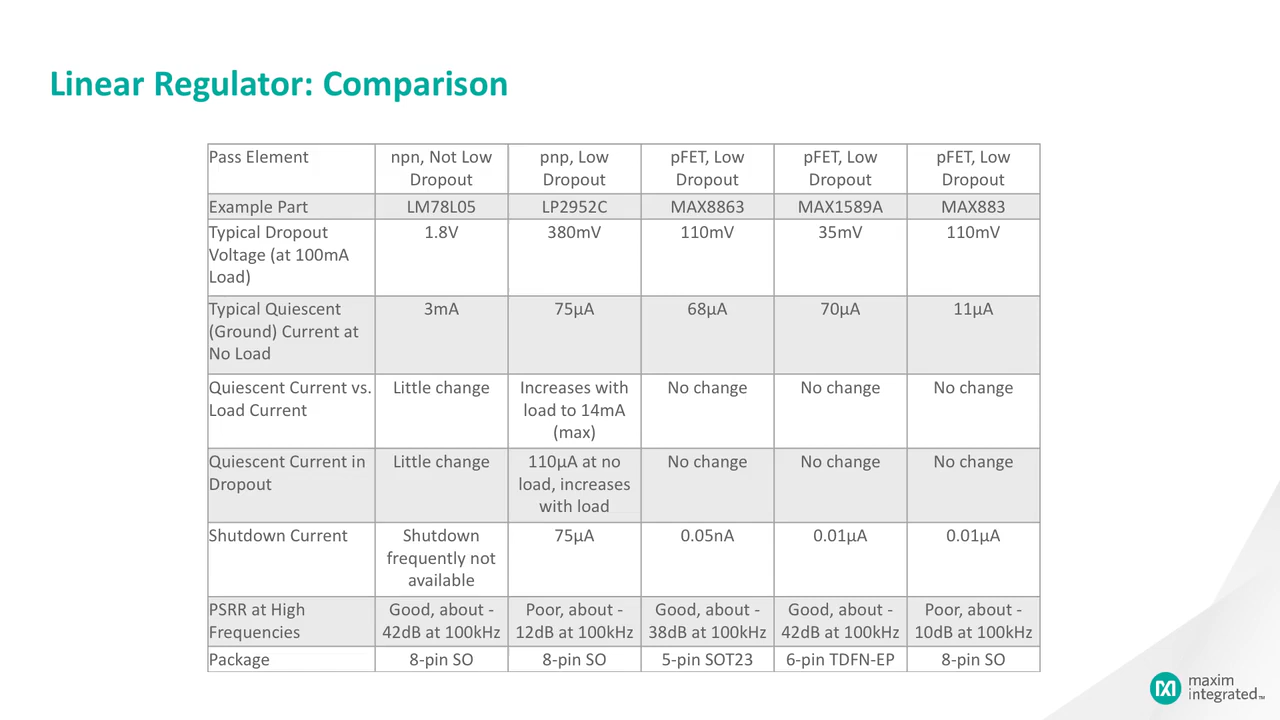 Linear Regulator: Comparison
Pass Element
npn, Not Low
Dropout
pnp, Low
Dropout
pFET, Low
Dropout
pFET, Low
Dropout
pFET, Low
Dropout
Example Part
LM78L05
LP2952C
MAX8863
MAX1589A
MAX883
Typical Dropout
Voltage (at 100mA
Load)
1.8V
380mV
110mV
35mV
110mV
Typical Quiescent
(Ground) Current at
No Load
3mA
75µA
68µA
70µA
11µA
Quiescent Current vs.
Load Current
Little change
Increases with
load to 14mA
(max)
No change
No change
No change
Quiescent Current in
Dropout
Little change
110µA at no
load, increases
with load
No change
No change
No change
Shutdown Current
Shutdown
frequently not
available
75µA
0.05nA
0.01µA
0.01µA
PSRR at High
Frequencies
Good, about -
42dB at 100kHz
Poor, about -
12dB at 100kHz
Good, about -
38dB at 100kHz
Good, about -
42dB at 100kHz
Poor, about -
10dB at 100kHz
Package
8-pin SO
8-pin SO
5-pin SOT23
6-pin TDFN-EP
8-pin SO
maxim
integrated™